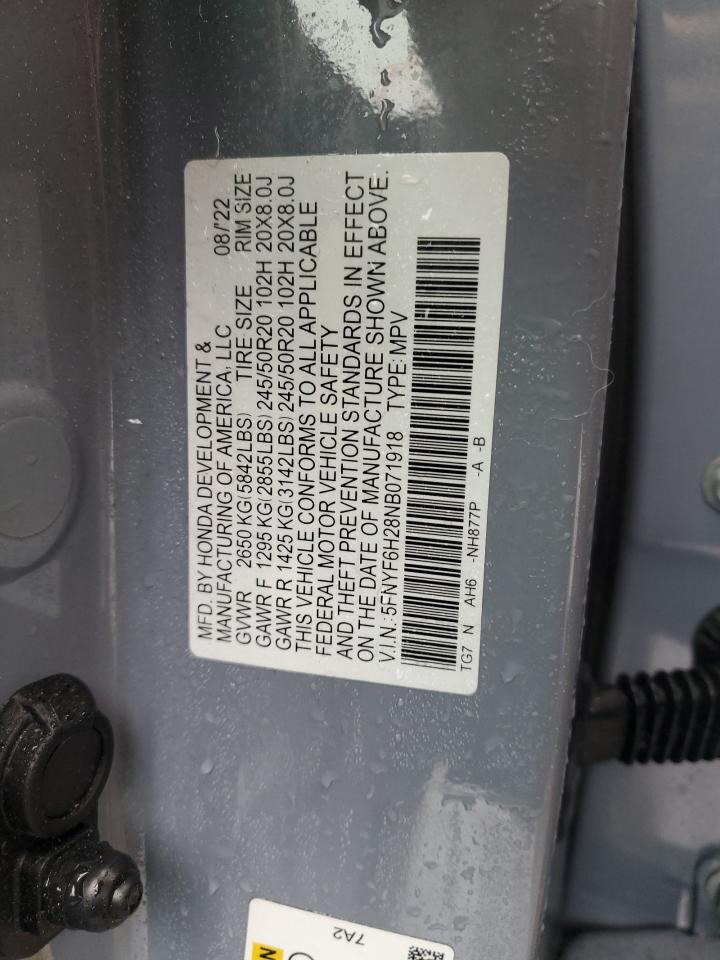 MFD. BY HONDA DEVELOPMENT & 08/'22
MANUFACTURING OF AMERICA, LLC
GVWR 2650 KG(5842LBS) TIRE SIZE RIM SIZE
GAWR F 1295 KG(2855LBS) 245/50R20 102H 20X8.0J
GAWR R 1425 KG(3142LBS) 245/50R20 102H 20X8.0J
THIS VEHICLE CONFORMS TO ALL APPLICABLE
FEDERAL MOTOR VEHICLE SAFETY
AND THEFT PREVENTION STANDARDS IN EFFECT
ON THE DATE OF MANUFACTURE SHOWN ABOVE.
V.I.N.:5FNYF6H28NB071918 TYPE:MPV
TG7 N AH6 -NH877P -A -B
7A2